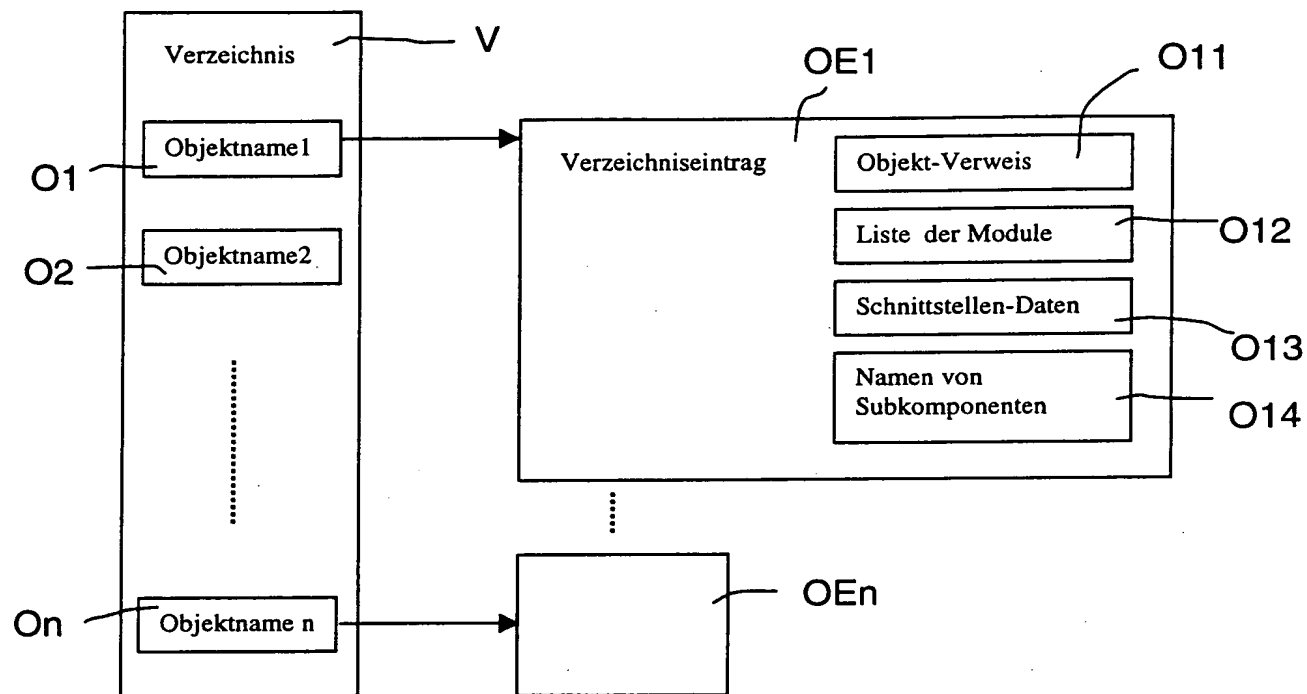 Verzeichnis
V
Objektname1
O1
Objektname2
O2
Objektname n
On
OE1
Verzeichniseintrag
Objekt-Verweis
O11
Liste der Module
O12
Schnittstellen-Daten
O13
Namen von
Subkomponenten
O14
OEn